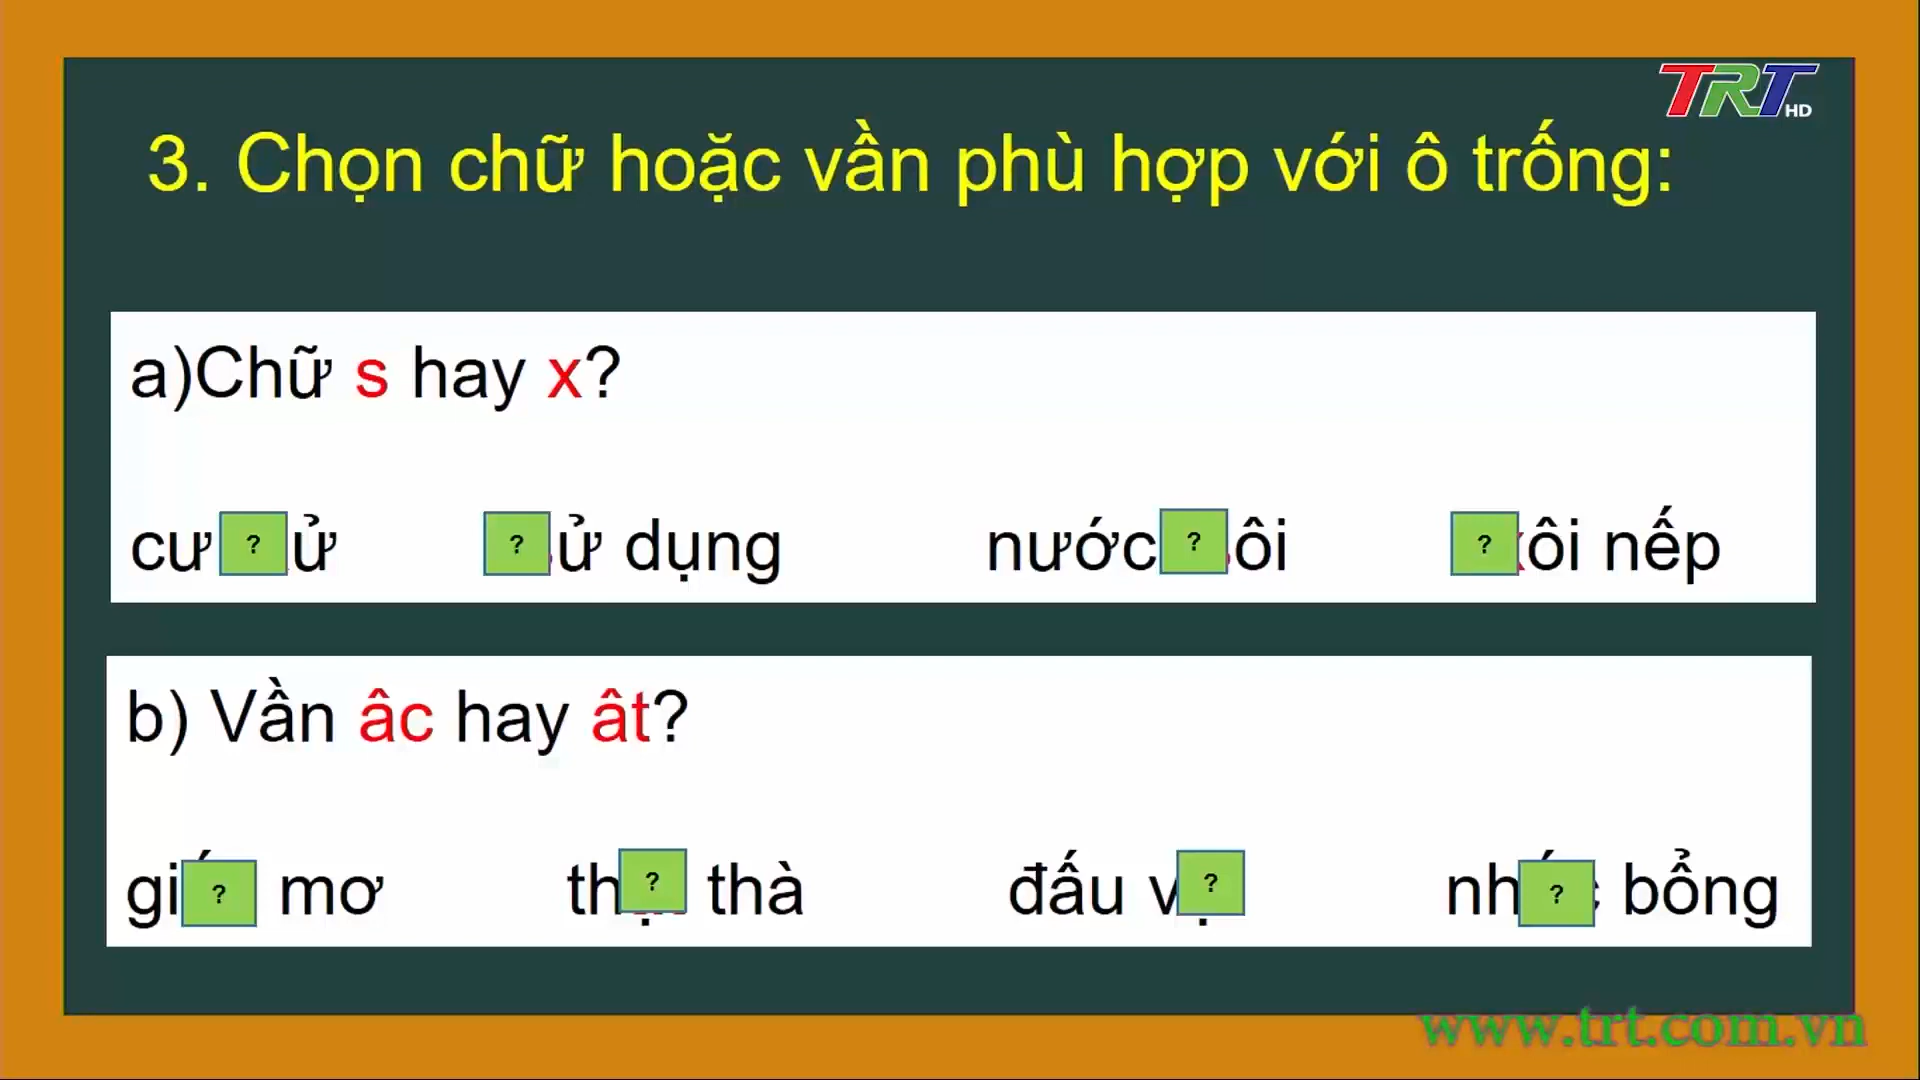 TRT HD
3. Chọn chữ hoặc vần phù hợp với ô trống:
a)Chữ s hay x?
cư ? ử ? ử dụng nước ? ôi ? ôi nếp
b) Vần âc hay ât?
gi ? mơ th ? thà đấu v ? nh ? bổng
www.trt.com.vn